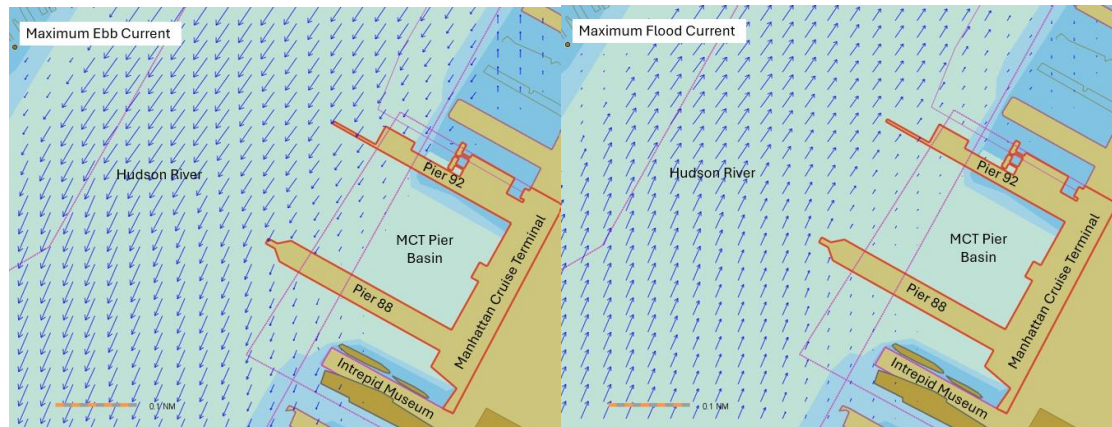 Maximum Ebb Current
Hudson River
Pier 92
MCT Pier
Basin
Pier 88
Manhattan Cruise Terminal
Intrepid Museum
0.1 NM
Maximum Flood Current
Hudson River
Pier 92
MCT Pier
Basin
Pier 88
Manhattan Cruise Terminal
Intrepid Museum
0.1 NM